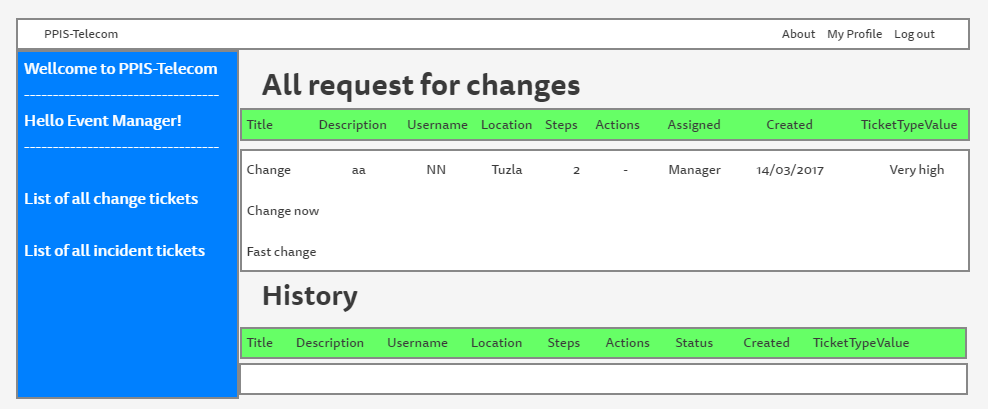 PPIS-Telecom About My Profile Log out
Wellcome to PPIS-Telecom
----------------------------------
Hello Event Manager!
----------------------------------
List of all change tickets
List of all incident tickets
All request for changes
Title Description Username Location Steps Actions Assigned Created TicketTypeValue
Change aa NN Tuzla 2 - Manager 14/03/2017 Very high
Change now
Fast change
History
Title Description Username Location Steps Actions Status Created TicketTypeValue